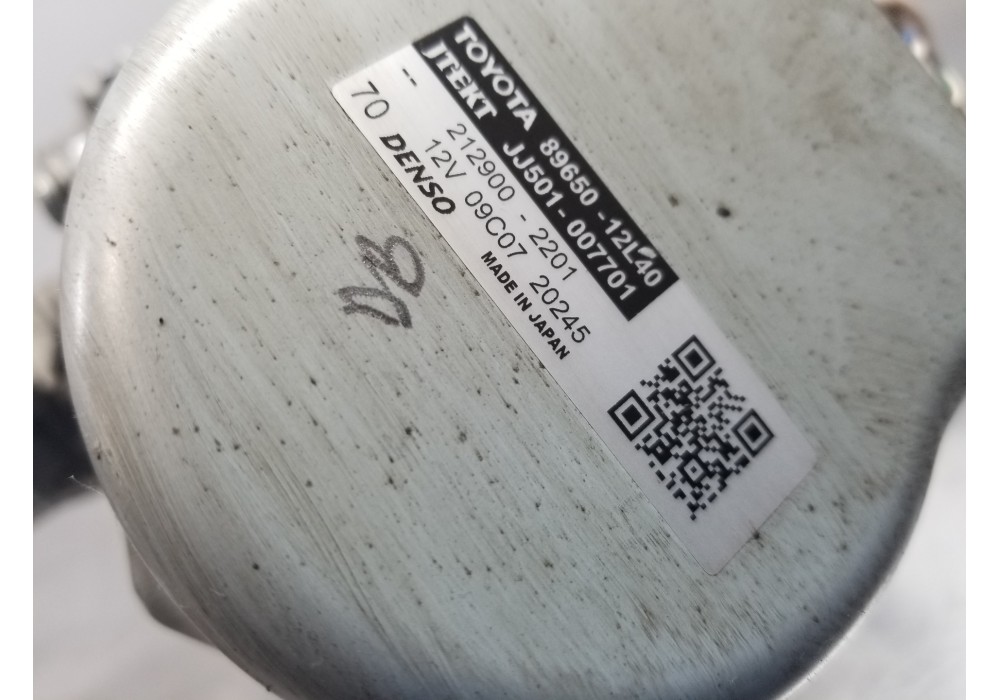 TOYOTA 89650-12L40
JTEKT JJ501-007701
-- 212900-2201
70 12V 09C07 20245
DENSO MADE IN JAPAN